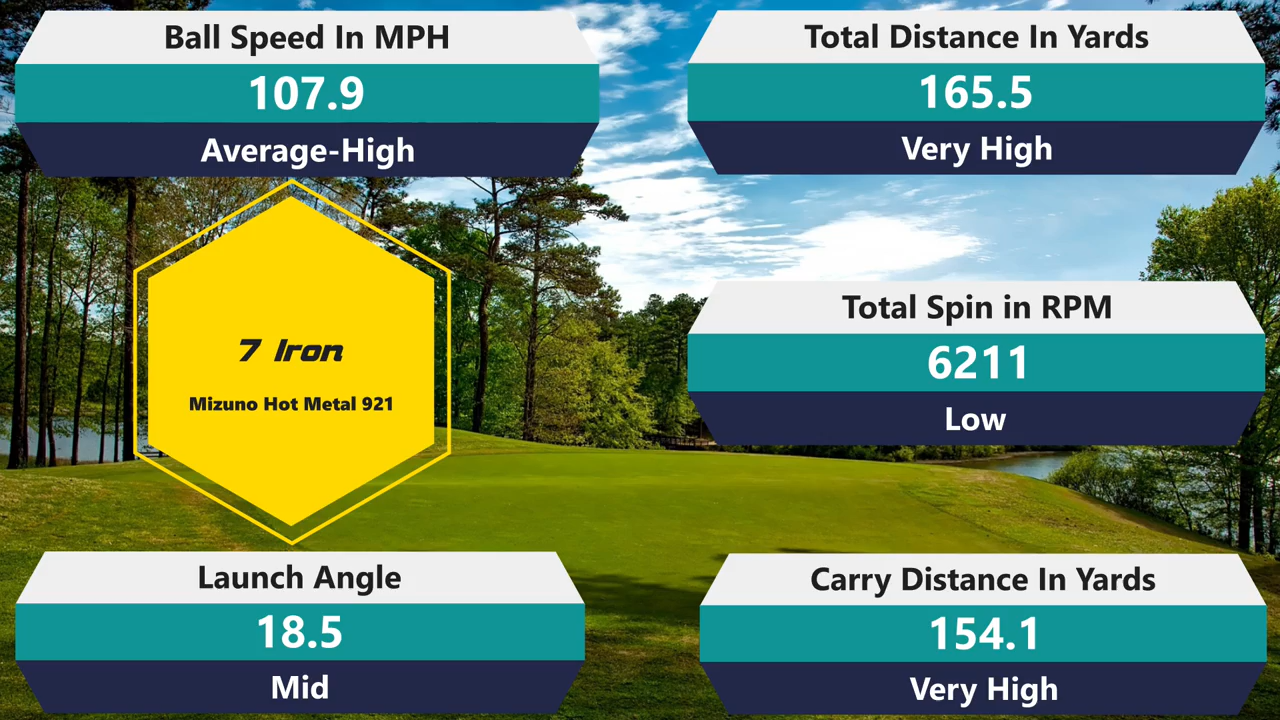 Ball Speed In MPH
107.9
Average-High
Total Distance In Yards
165.5
Very High
7 Iron
Mizuno Hot Metal 921
Total Spin in RPM
6211
Low
Launch Angle
18.5
Mid
Carry Distance In Yards
154.1
Very High